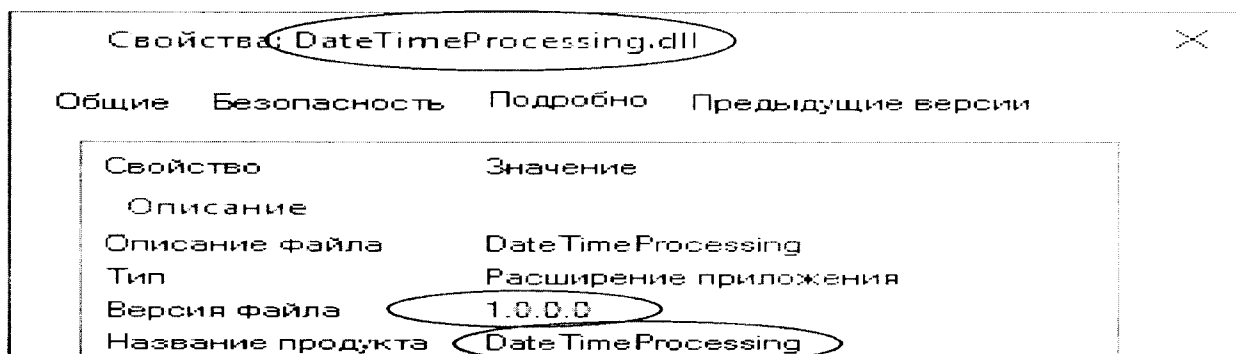 Свойства: DateTimeProcessing.dll
Общие Безопасность Подробно Предыдущие версии
Свойство Значение
Описание
Описание файла DateTimeProcessing
Тип Расширение приложения
Версия файла 1.0.0.0
Название продукта DateTimeProcessing